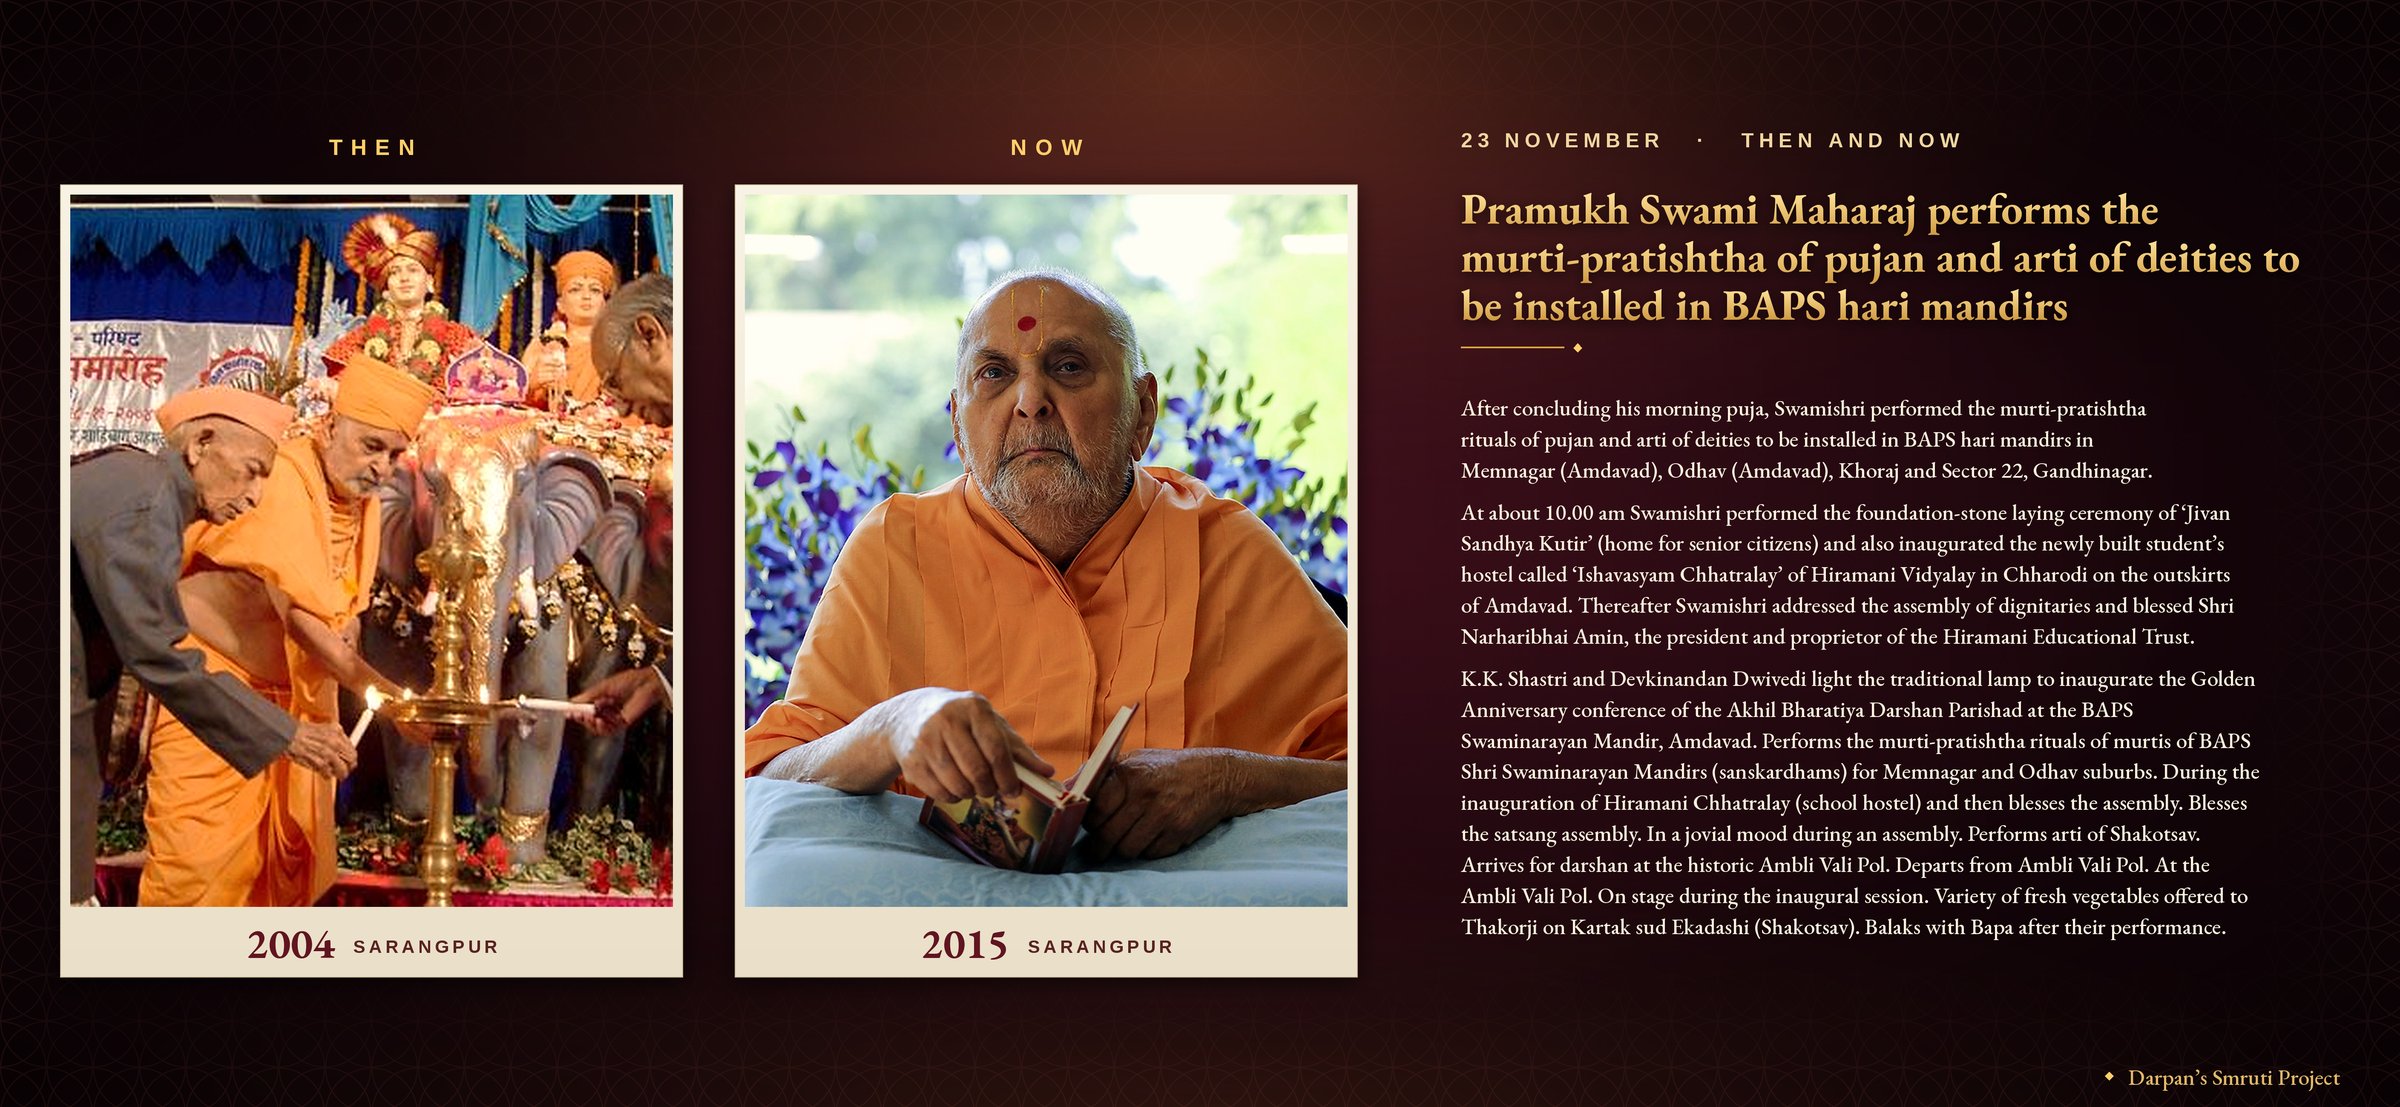 THEN
NOW
- परिषद
मारोह
2004 SARANGPUR
2015 SARANGPUR
23 NOVEMBER · THEN AND NOW
Pramukh Swami Maharaj performs the
murti-pratishtha of pujan and arti of deities to
be installed in BAPS hari mandirs
After concluding his morning puja, Swamishri performed the murti-pratishtha
rituals of pujan and arti of deities to be installed in BAPS hari mandirs in
Memnagar (Amdavad), Odhav (Amdavad), Khoraj and Sector 22, Gandhinagar.
At about 10.00 am Swamishri performed the foundation-stone laying ceremony of ‘Jivan
Sandhya Kutir’ (home for senior citizens) and also inaugurated the newly built student’s
hostel called ‘Ishavasyam Chhatralay’ of Hiramani Vidyalay in Chharodi on the outskirts
of Amdavad. Thereafter Swamishri addressed the assembly of dignitaries and blessed Shri
Narharibhai Amin, the president and proprietor of the Hiramani Educational Trust.
K.K. Shastri and Devkinandan Dwivedi light the traditional lamp to inaugurate the Golden
Anniversary conference of the Akhil Bharatiya Darshan Parishad at the BAPS
Swaminarayan Mandir, Amdavad. Performs the murti-pratishtha rituals of murtis of BAPS
Shri Swaminarayan Mandirs (sanskardhams) for Memnagar and Odhav suburbs. During the
inauguration of Hiramani Chhatralay (school hostel) and then blesses the assembly. Blesses
the satsang assembly. In a jovial mood during an assembly. Performs arti of Shakotsav.
Arrives for darshan at the historic Ambli Vali Pol. Departs from Ambli Vali Pol. At the
Ambli Vali Pol. On stage during the inaugural session. Variety of fresh vegetables offered to
Thakorji on Kartak sud Ekadashi (Shakotsav). Balaks with Bapa after their performance.
Darpan’s Smruti Project